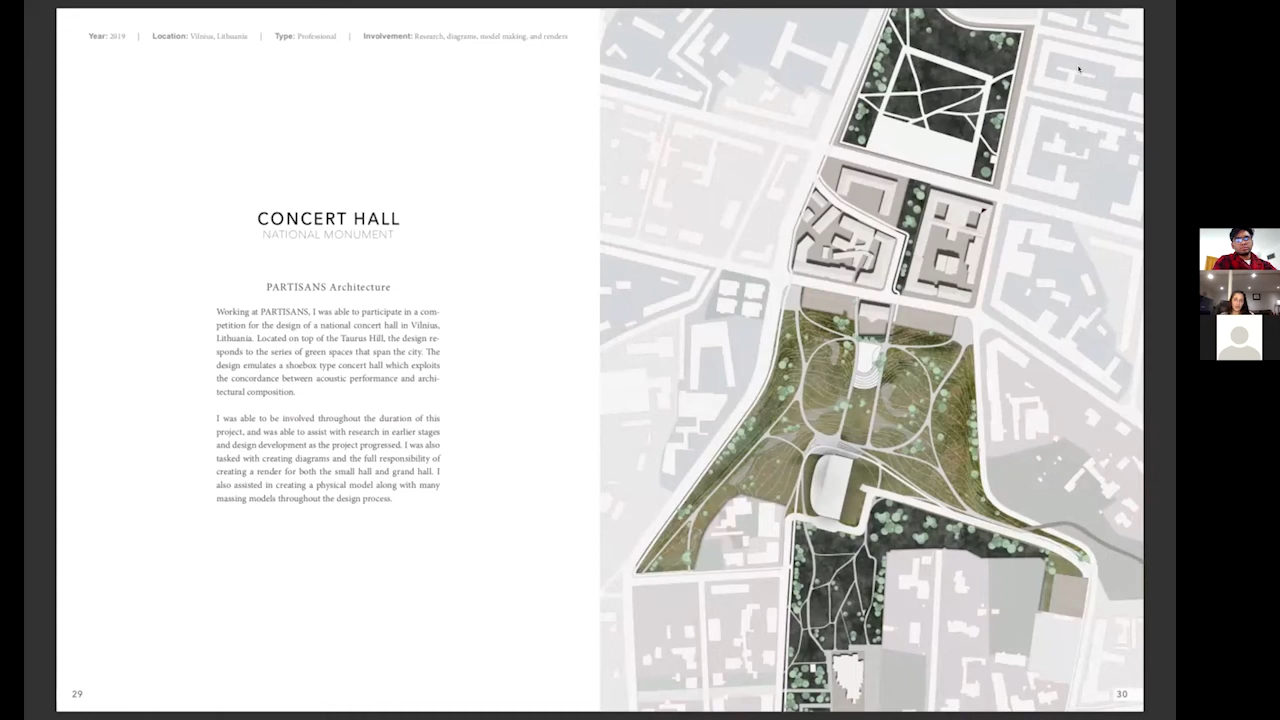 Year: 2019 | Location: Vilnius, Lithuania | Type: Professional | Involvement: Research, diagrams, model making, and renders
CONCERT HALL
NATIONAL MONUMENT
PARTISANS Architecture
Working at PARTISANS, I was able to participate in a com-
petition for the design of a national concert hall in Vilnius,
Lithuania. Located on top of the Taurus Hill, the design re-
sponds to the series of green spaces that span the city. The
design emulates a shoebox type concert hall which exploits
the concordance between acoustic performance and archi-
tectural composition.
I was able to be involved throughout the duration of this
project, and was able to assist with research in earlier stages
and design development as the project progressed. I was also
tasked with creating diagrams and the full responsibility of
creating a render for both the small hall and grand hall. I
also assisted in creating a physical model along with many
massing models throughout the design process.
29
30